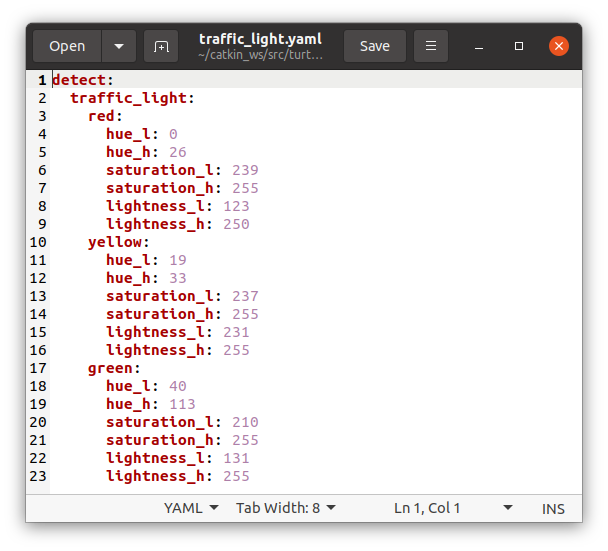 Open
traffic_light.yaml
~/catkin_ws/src/turt...
Save
1 detect:
2   traffic_light:
3     red:
4       hue_l: 0
5       hue_h: 26
6       saturation_l: 239
7       saturation_h: 255
8       lightness_l: 123
9       lightness_h: 250
10     yellow:
11       hue_l: 19
12       hue_h: 33
13       saturation_l: 237
14       saturation_h: 255
15       lightness_l: 231
16       lightness_h: 255
17     green:
18       hue_l: 40
19       hue_h: 113
20       saturation_l: 210
21       saturation_h: 255
22       lightness_l: 131
23       lightness_h: 255
YAML Tab Width: 8 Ln 1, Col 1 INS